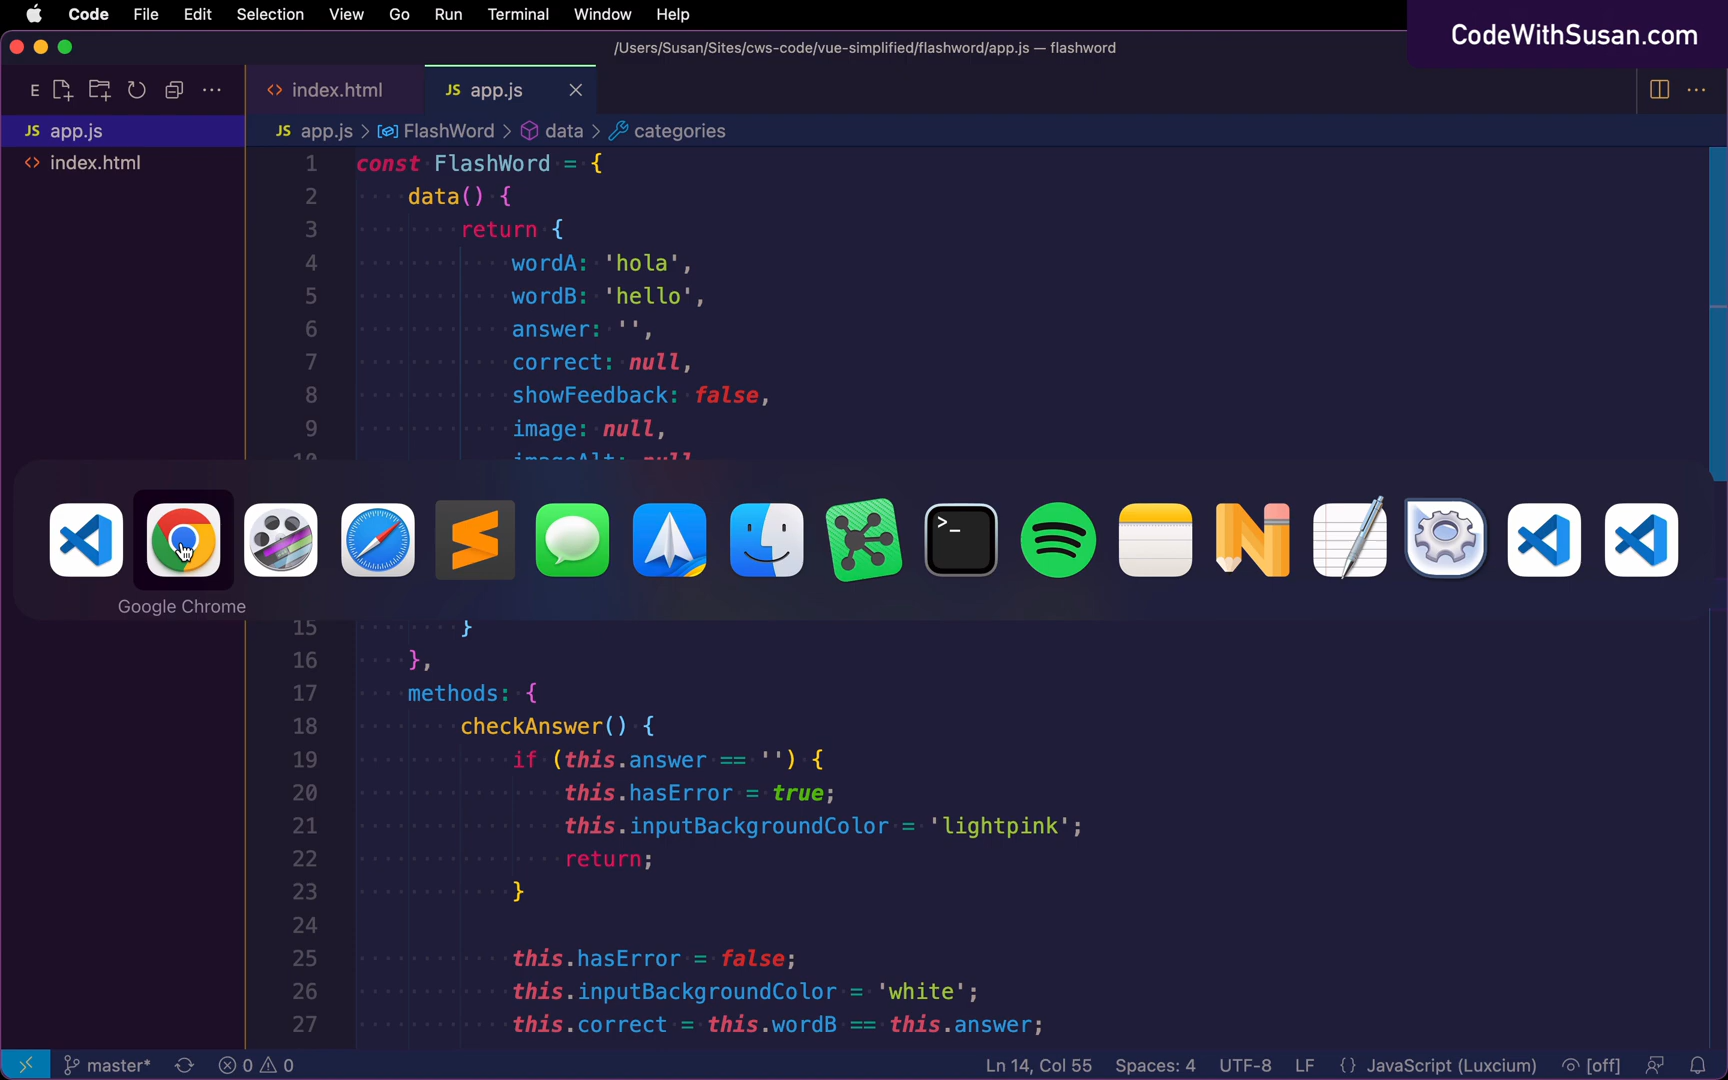 Code File Edit Selection View Go Run Terminal Window Help
CodeWithSusan.com
/Users/Susan/Sites/cws-code/vue-simplified/flashword/app.js — flashword
E
index.html
JS app.js
JS app.js
index.html
JS app.js > FlashWord > data > categories
1 const FlashWord = {
2 data() {
3 return {
4 wordA: 'hola',
5 wordB: 'hello',
6 answer: '',
7 correct: null,
8 showFeedback: false,
9 image: null,
10 imageAlt: null
Google Chrome
15 }
16 },
17 methods: {
18 checkAnswer() {
19 if (this.answer == '') {
20 this.hasError = true;
21 this.inputBackgroundColor = 'lightpink';
22 return;
23 }
24
25 this.hasError = false;
26 this.inputBackgroundColor = 'white';
27 this.correct = this.wordB == this.answer;
master* 0 0 Ln 14, Col 55 Spaces: 4 UTF-8 LF {} JavaScript (Luxcium) [off]